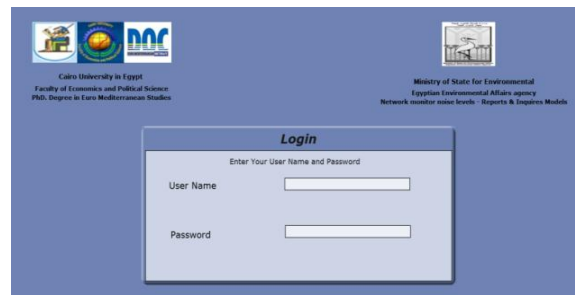 DOC
Cairo University in Egypt
Faculty of Economics and Political Science
PhD. Degree in Euro Mediterranean Studies
Ministry of State for Environmental
Egyptian Environmental Affairs agency
Network monitor noise levels - Reports & Inquires Models
Login
Enter Your User Name and Password
User Name
Password